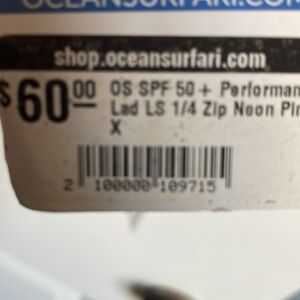 OCEANSURFARI.CO
shop.oceansurfari.com
$60.00 OS SPF 50+ Performan
Lad LS 1/4 Zip Neon Pin
X
2 100000 109715